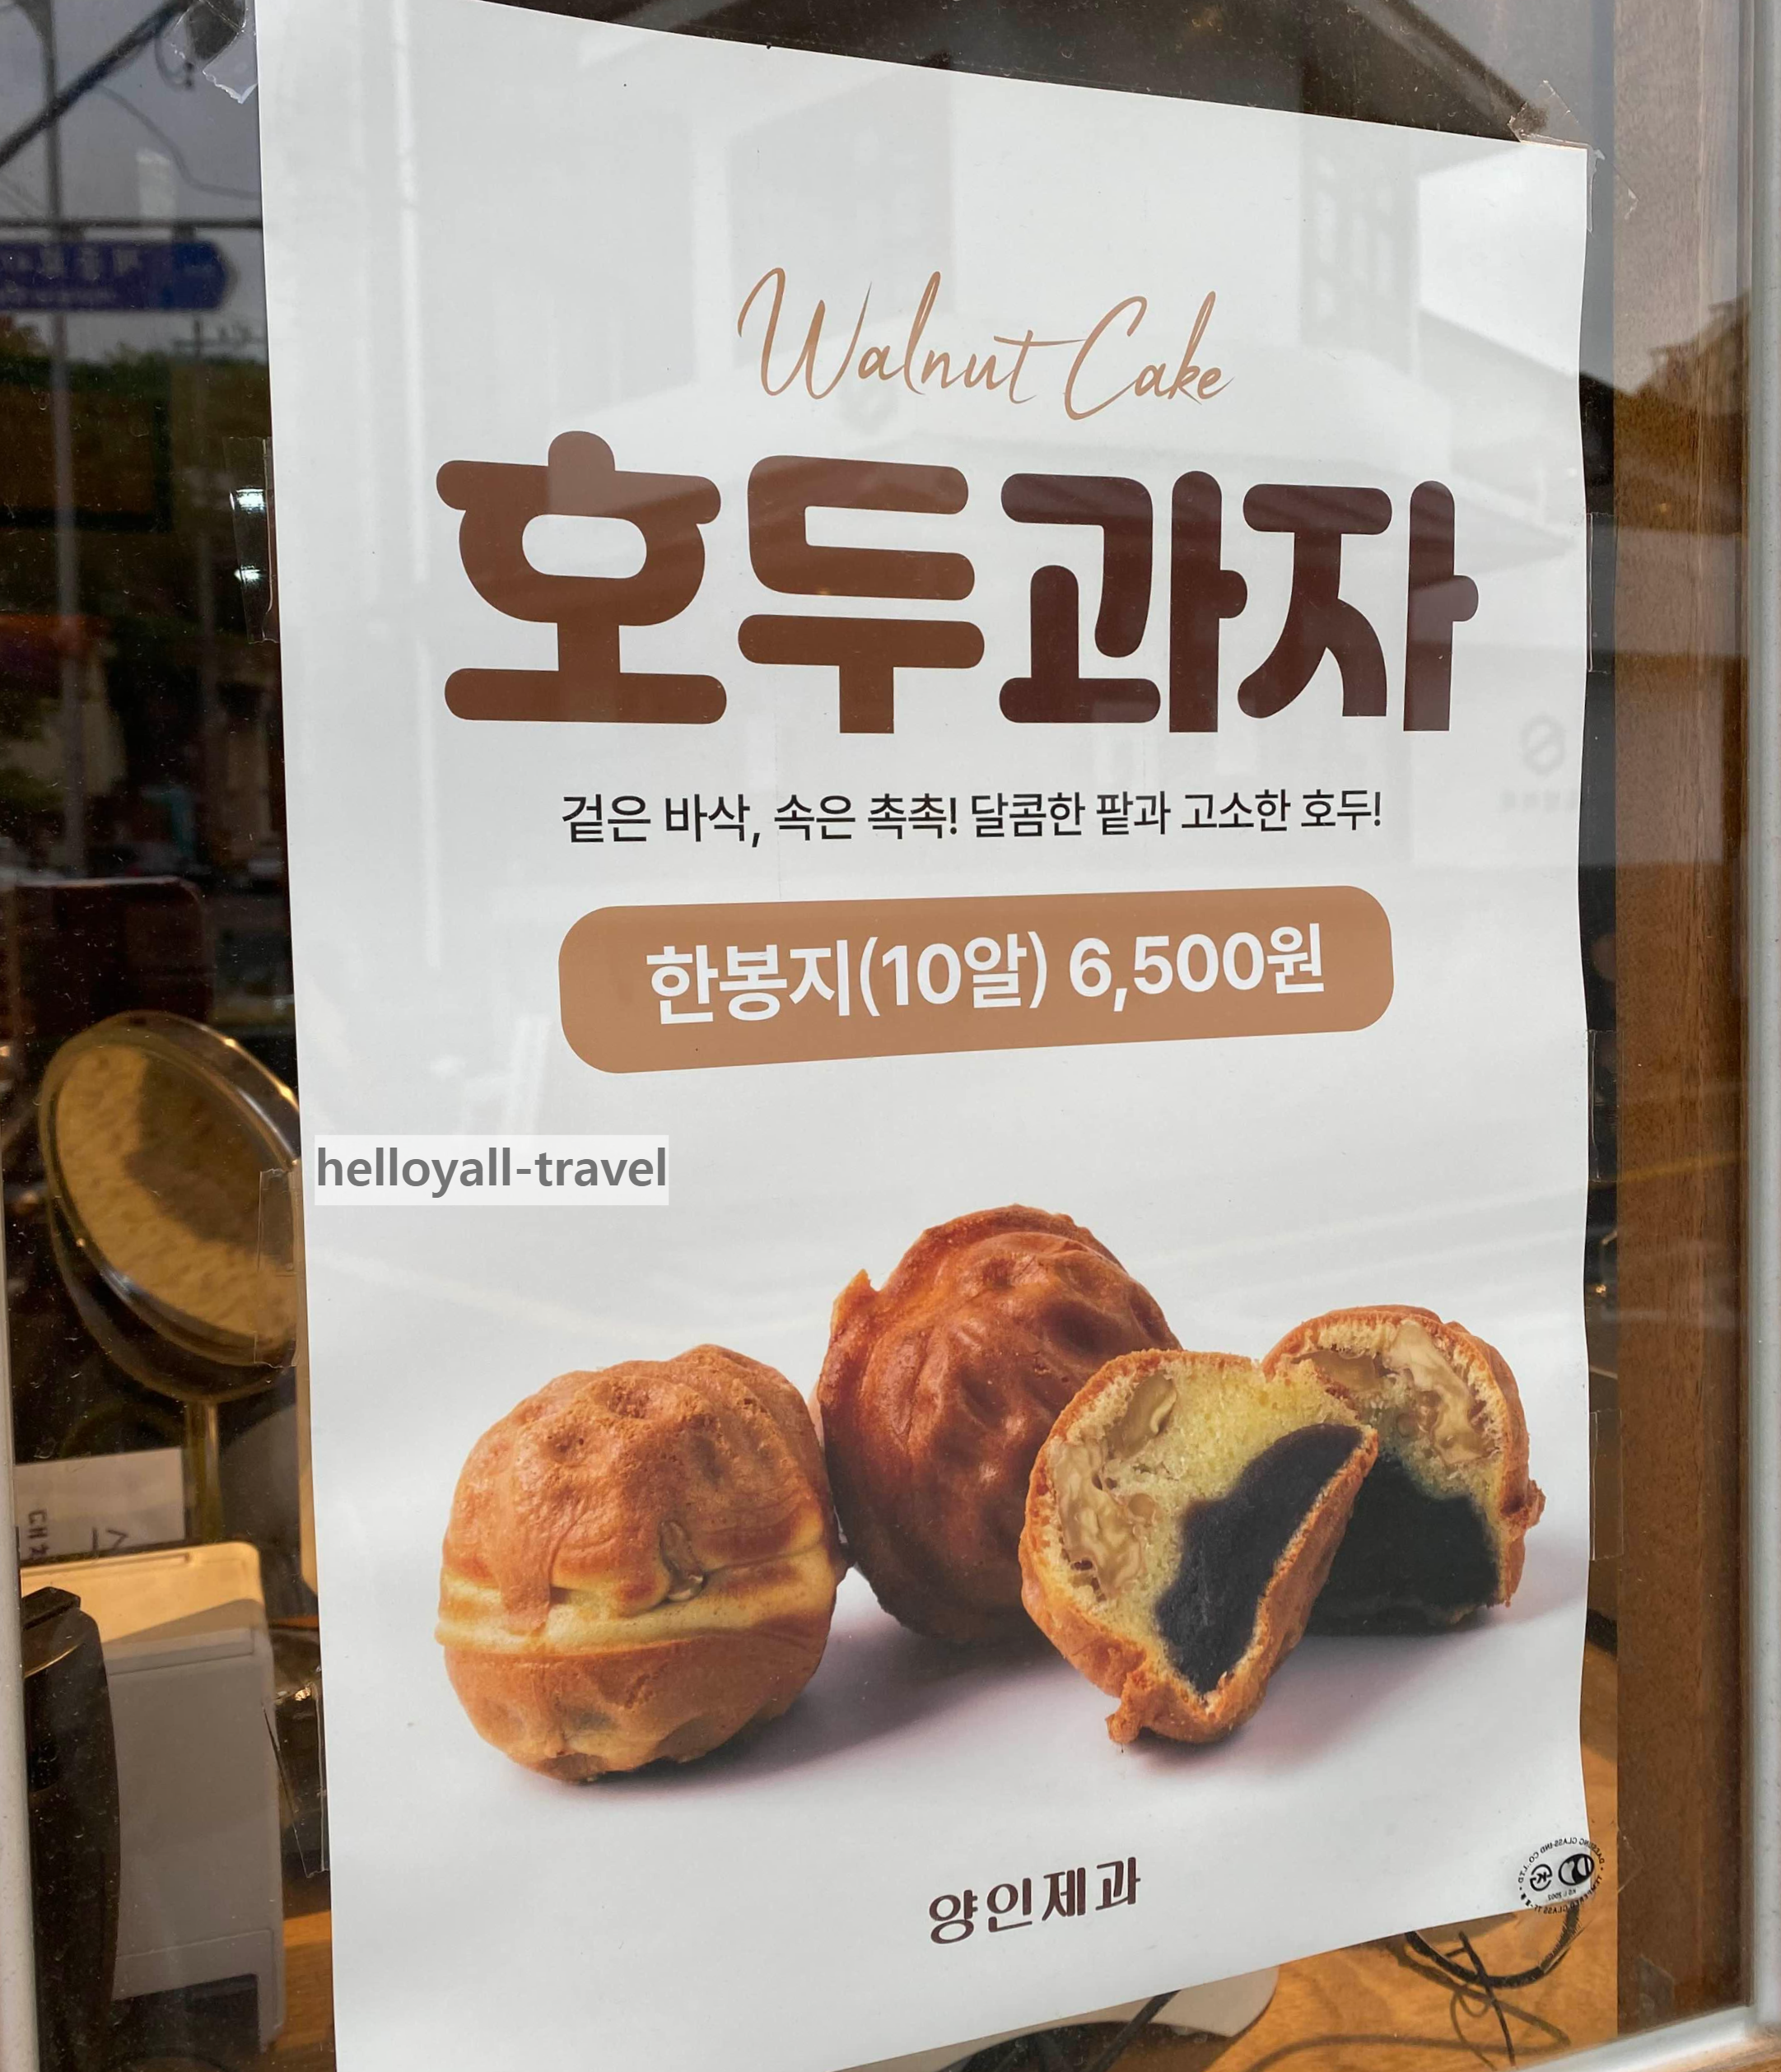 Walnut Cake
호두과자
겉은 바삭, 속은 촉촉! 달콤한 팥과 고소한 호두!
한봉지(10알) 6,500원
helloyall-travel
양인제과